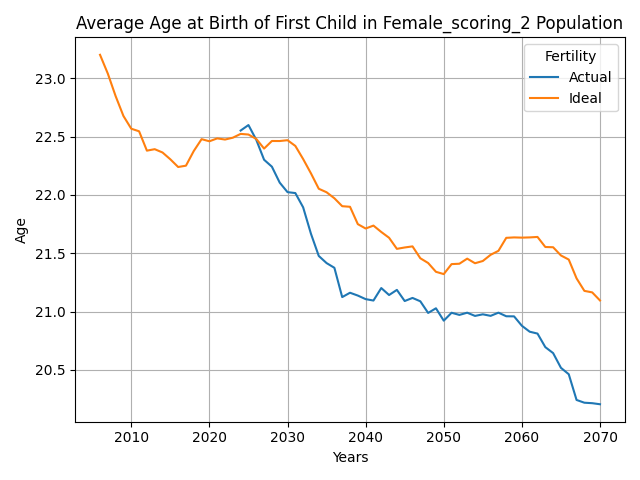 Average Age at Birth of First Child in Female_scoring_2 Population
Fertility
Actual
Ideal
Age
23.0
22.5
22.0
21.5
21.0
20.5
2010 2020 2030 2040 2050 2060 2070
Years